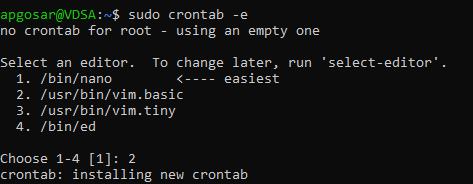 apgosar@VDSA:~$ sudo crontab -e
no crontab for root - using an empty one
Select an editor.  To change later, run 'select-editor'.
  1. /bin/nano        <---- easiest
  2. /usr/bin/vim.basic
  3. /usr/bin/vim.tiny
  4. /bin/ed
Choose 1-4 [1]: 2
crontab: installing new crontab